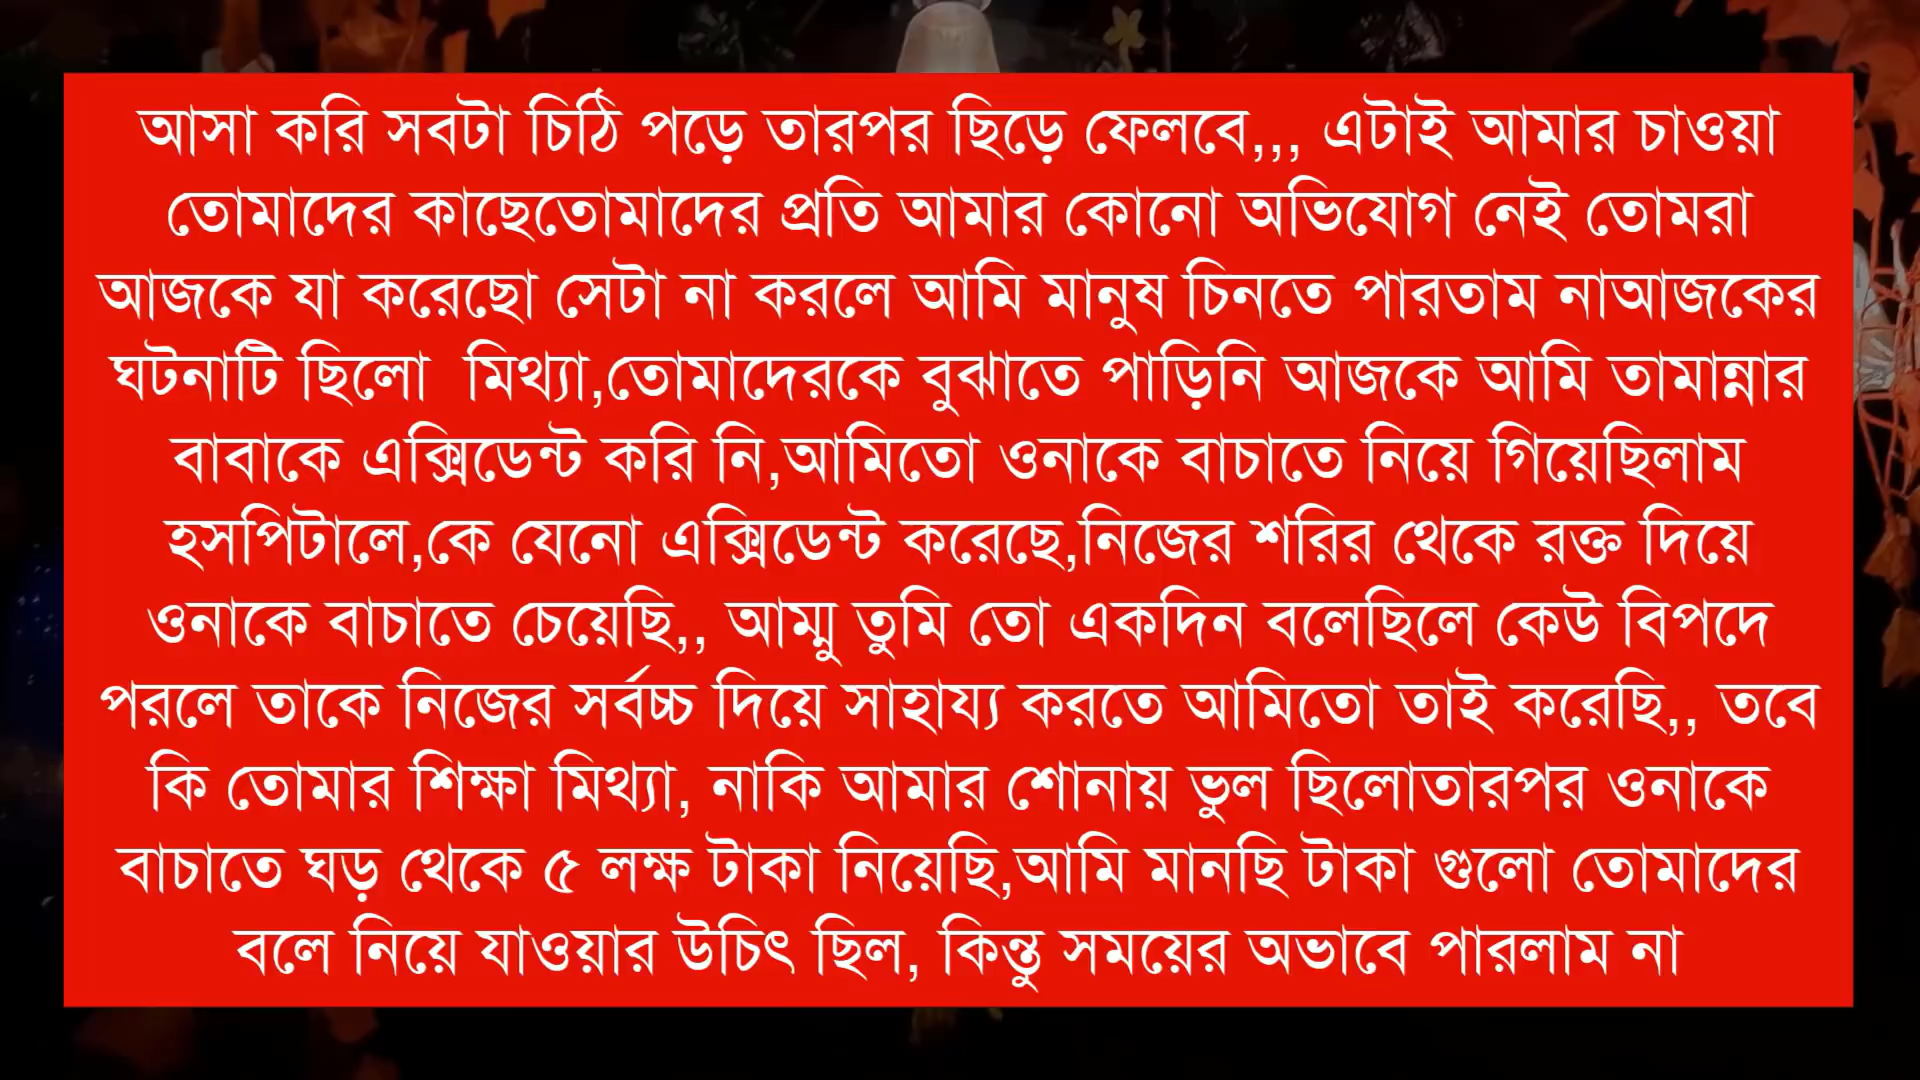 আসা করি সবটা চিঠি পড়ে তারপর ছিড়ে ফেলবে,,, এটাই আমার চাওয়া
তোমাদের কাছেতোমাদের প্রতি আমার কোনো অভিযোগ নেই তোমরা
আজকে যা করেছো সেটা না করলে আমি মানুষ চিনতে পারতাম নাআজকের
ঘটনাটি ছিলো  মিথ্যা,তোমাদেরকে বুঝাতে পাড়িনি আজকে আমি তামান্নার
বাবাকে এক্সিডেন্ট করি নি,আমিতো ওনাকে বাচাতে নিয়ে গিয়েছিলাম
হসপিটালে,কে যেনো এক্সিডেন্ট করেছে,নিজের শরির থেকে রক্ত দিয়ে
ওনাকে বাচাতে চেয়েছি,, আম্মু তুমি তো একদিন বলেছিলে কেউ বিপদে
পরলে তাকে নিজের সর্বচ্চ দিয়ে সাহায্য করতে আমিতো তাই করেছি,, তবে
কি তোমার শিক্ষা মিথ্যা, নাকি আমার শোনায় ভুল ছিলোতারপর ওনাকে
বাচাতে ঘড় থেকে ৫ লক্ষ টাকা নিয়েছি,আমি মানছি টাকা গুলো তোমাদের
বলে নিয়ে যাওয়ার উচিৎ ছিল, কিন্তু সময়ের অভাবে পারলাম না